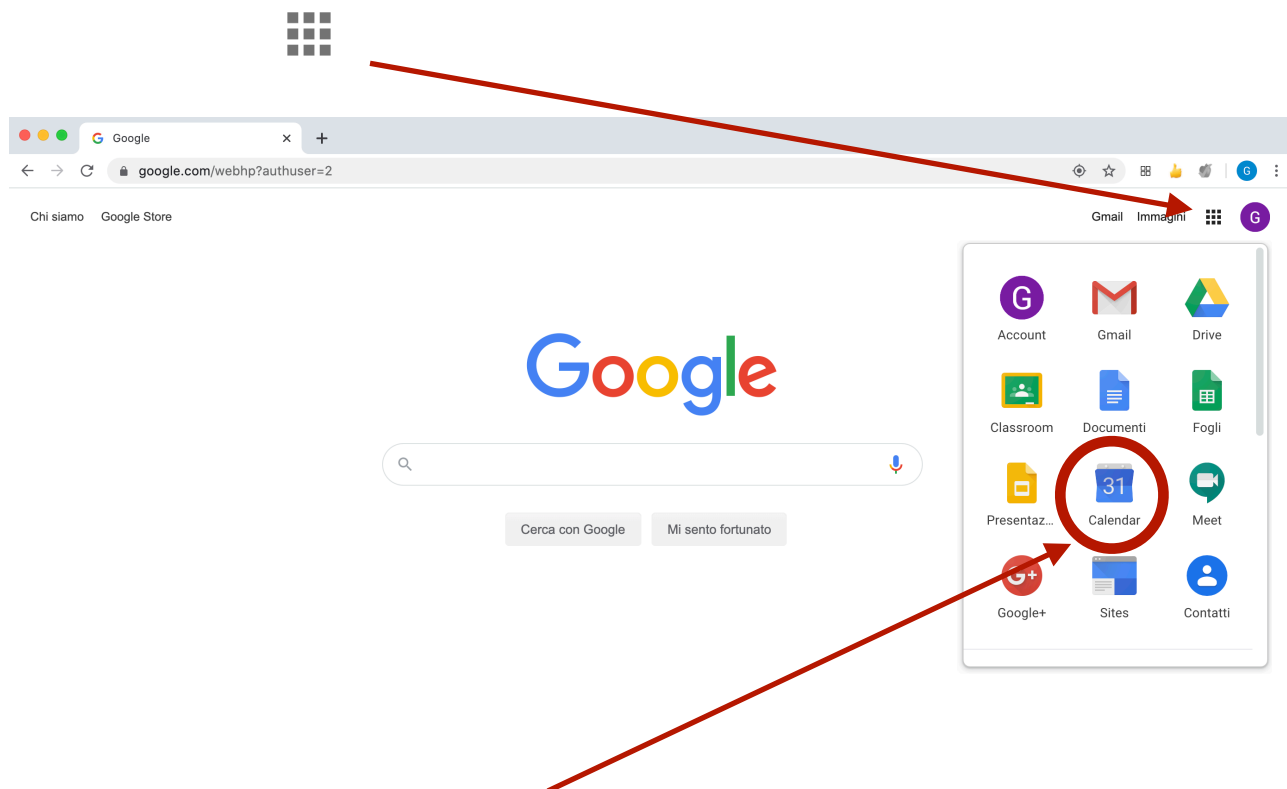 Google
google.com/webhp?authuser=2
G
Chi siamo Google Store
Gmail Immagini G
G
Account Gmail Drive
Google
Classroom Documenti Fogli
31
Presentaz... Calendar Meet
Cerca con Google Mi sento fortunato
G+
Google+ Sites Contatti